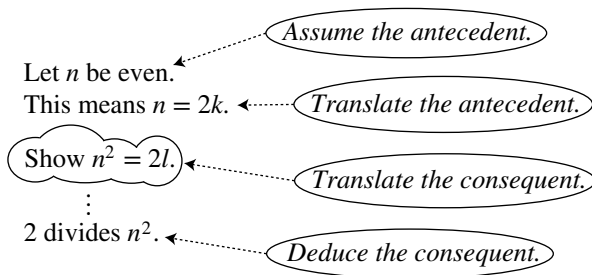 Assume the antecedent.
Let n be even.
This means n = 2k.
Translate the antecedent.
Show n² = 2l.
Translate the consequent.
⋮
2 divides n².
Deduce the consequent.